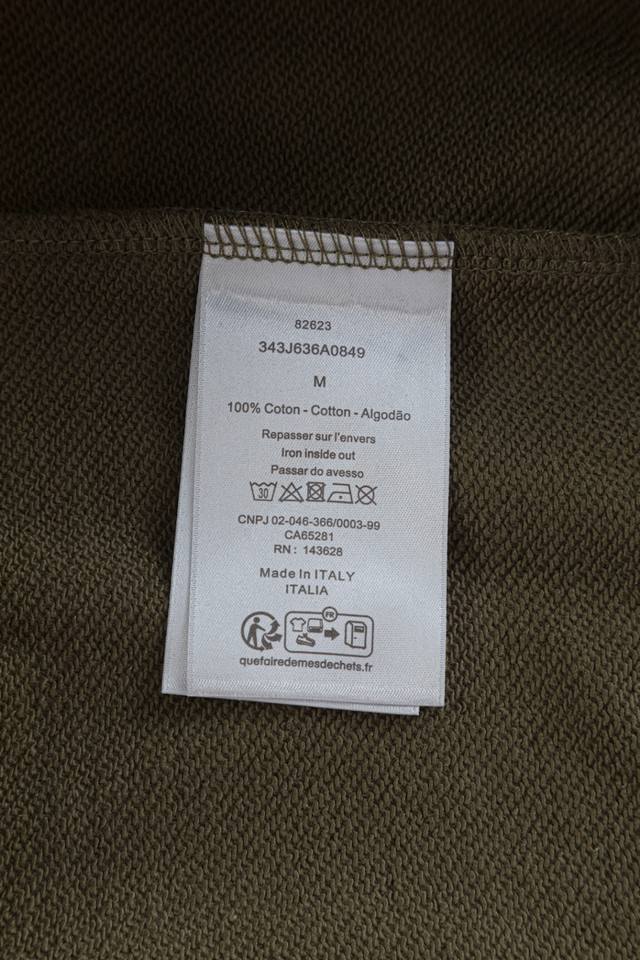 82623
343J636A0849
M
100% Coton - Cotton - Algodão
Repasser sur l'envers
Iron inside out
Passar do avesso
30
CNPJ 02-046-366/0003-99
CA65281
RN : 143628
Made In ITALY
ITALIA
FR
quefairedemesdechets.fr